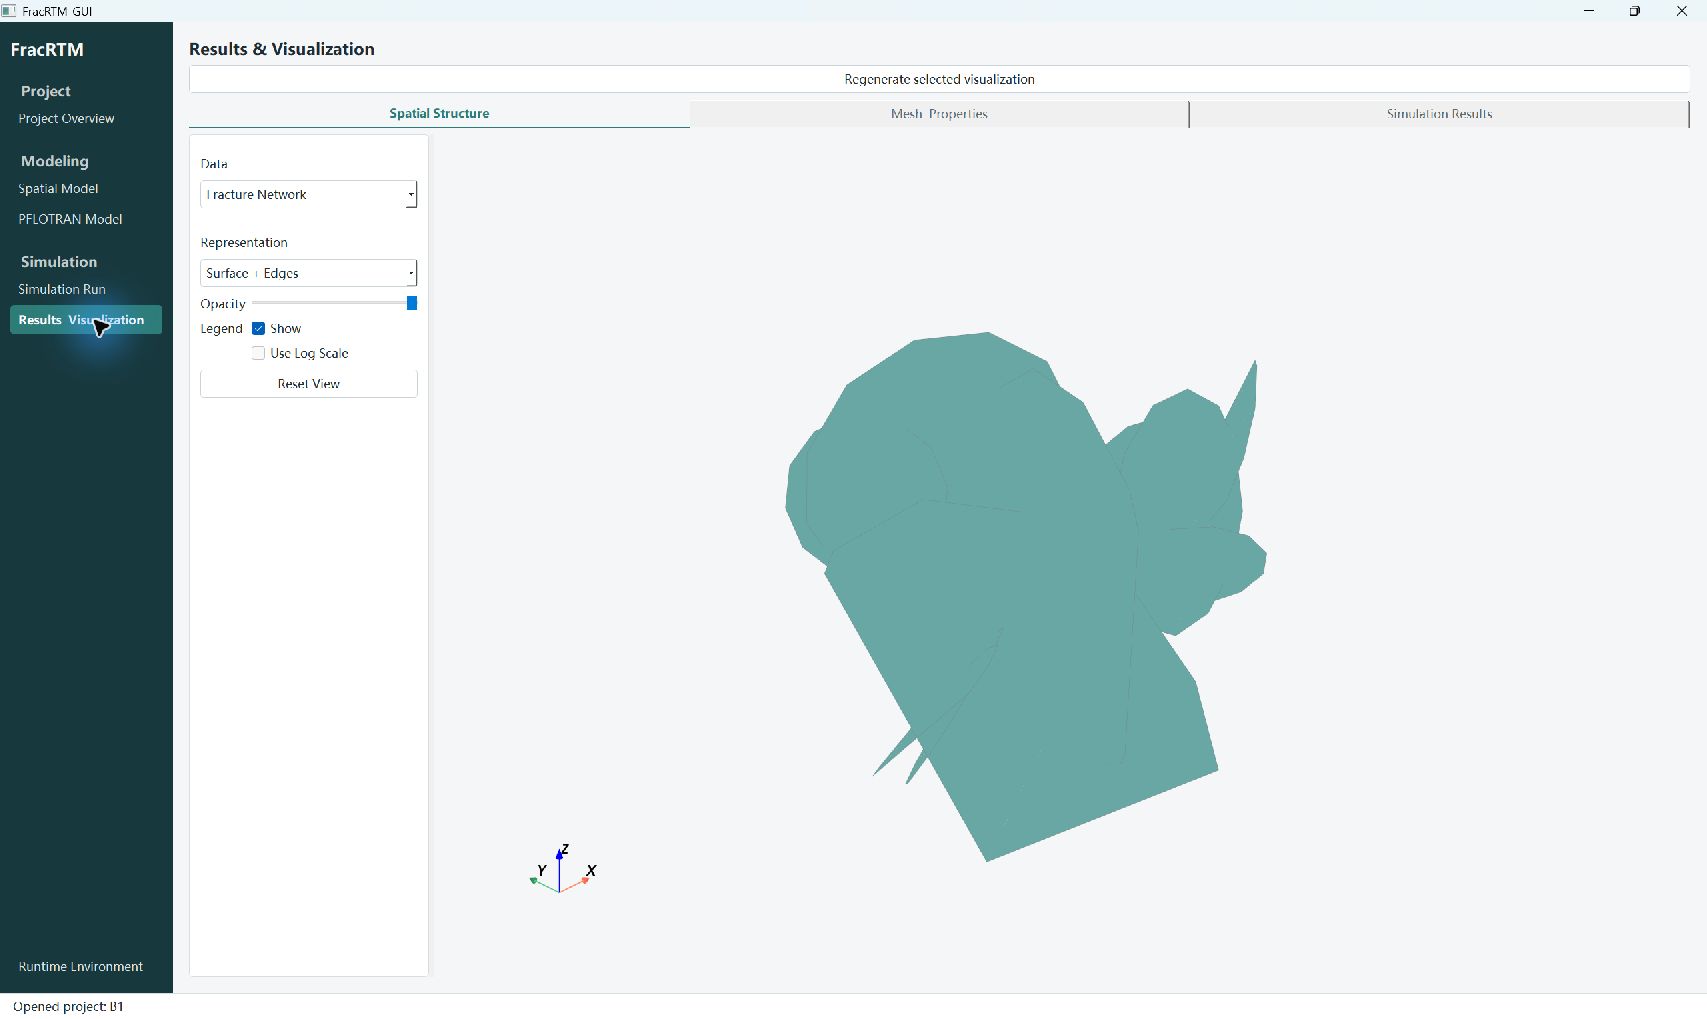 FracRTM GUI
FracRTM
Project
Project Overview
Modeling
Spatial Model
PFLOTRAN Model
Simulation
Simulation Run
Results Visualization
Runtime Environment
Results & Visualization
Regenerate selected visualization
Spatial Structure
Mesh Properties
Simulation Results
Data
Fracture Network
Representation
Surface + Edges
Opacity
Legend Show
Use Log Scale
Reset View
Z
Y
X
Opened project: B1